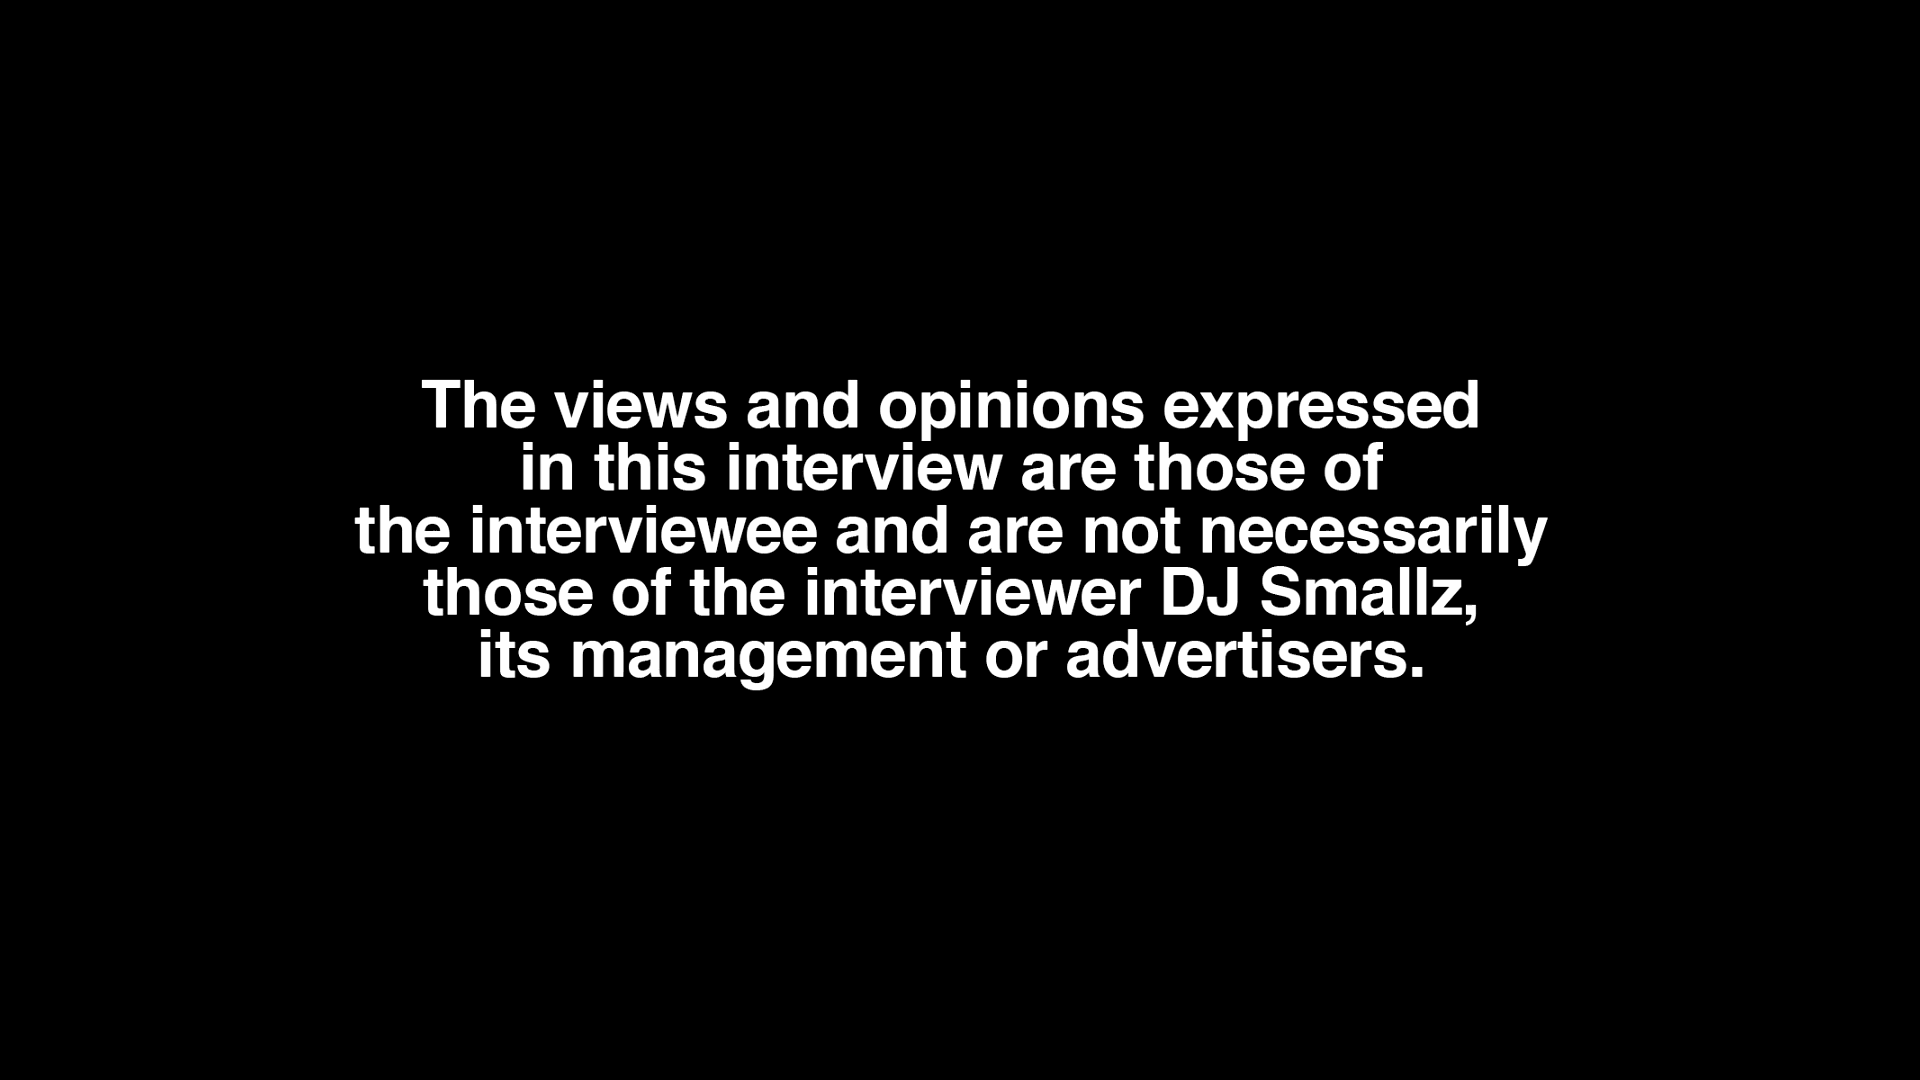 The views and opinions expressed
in this interview are those of
the interviewee and are not necessarily
those of the interviewer DJ Smallz,
its management or advertisers.